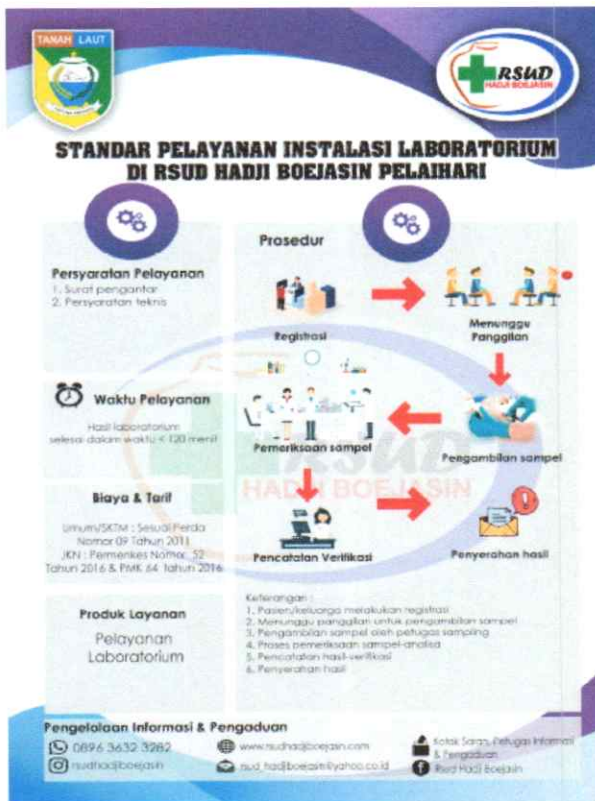 TANAH LAUT
RSUD
HADJI BOEJASIN
STANDAR PELAYANAN INSTALASI LABORATORIUM
DI RSUD HADJI BOEJASIN PELAIHARI
Persyaratan Pelayanan
1. Surat pengantar
2. Persyaratan teknis
Waktu Pelayanan
Hasil laboratorium
selesai dalam waktu < 120 menit
Biaya & Tarif
Umum/SKTM : Sesuai Perda
Nomor 09 Tahun 2011
JKN : Permenkes Nomor 52
Tahun 2016 & PMK 64 Tahun 2016
Produk Layanan
Pelayanan
Laboratorium
Prosedur
Registrasi
Menunggu
Panggilan
Pengambilan sampel
Pemeriksaan sampel
RSUD
HADJI BOEJASIN
Pencatatan Verifikasi
Penyerahan hasil
Keterangan :
1. Pasien/keluarga melakukan registrasi
2. Menunggu panggilan untuk pengambilan sampel
3. Pengambilan sampel oleh petugas sampling
4. Proses pemeriksaan sampel-analisa
5. Pencatatan hasil-verifikasi
6. Penyerahan hasil
Pengelolaan Informasi & Pengaduan
0896 3632 3282
rsudhadjiboejasin
www.rsudhadjiboejasin.com
rsud_hadjiboejasin@yahoo.co.id
Kotak Saran, Petugas Informasi
& Pengaduan
Rsud Hadji Boejasin